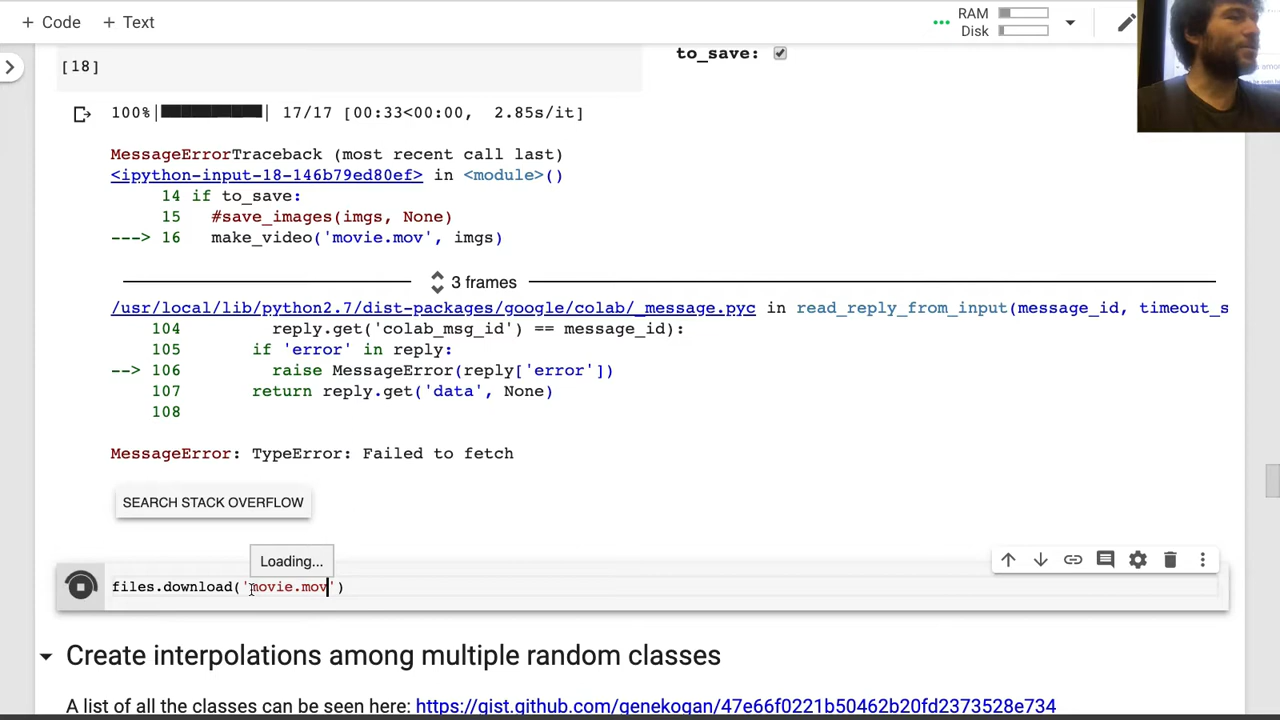 + Code + Text
RAM
Disk
to_save:
[18]
100%| | 17/17 [00:33<00:00, 2.85s/it]
MessageErrorTraceback (most recent call last)
<ipython-input-18-146b79ed80ef> in <module>()
14 if to_save:
15 #save_images(imgs, None)
---> 16 make_video('movie.mov', imgs)
3 frames
/usr/local/lib/python2.7/dist-packages/google/colab/_message.pyc in read_reply_from_input(message_id, timeout_s
104 reply.get('colab_msg_id') == message_id):
105 if 'error' in reply:
--> 106 raise MessageError(reply['error'])
107 return reply.get('data', None)
108
MessageError: TypeError: Failed to fetch
SEARCH STACK OVERFLOW
Loading...
files.download('movie.mov')
Create interpolations among multiple random classes
A list of all the classes can be seen here: https://gist.github.com/genekogan/47e66f0221b50462b20fd2373528e734